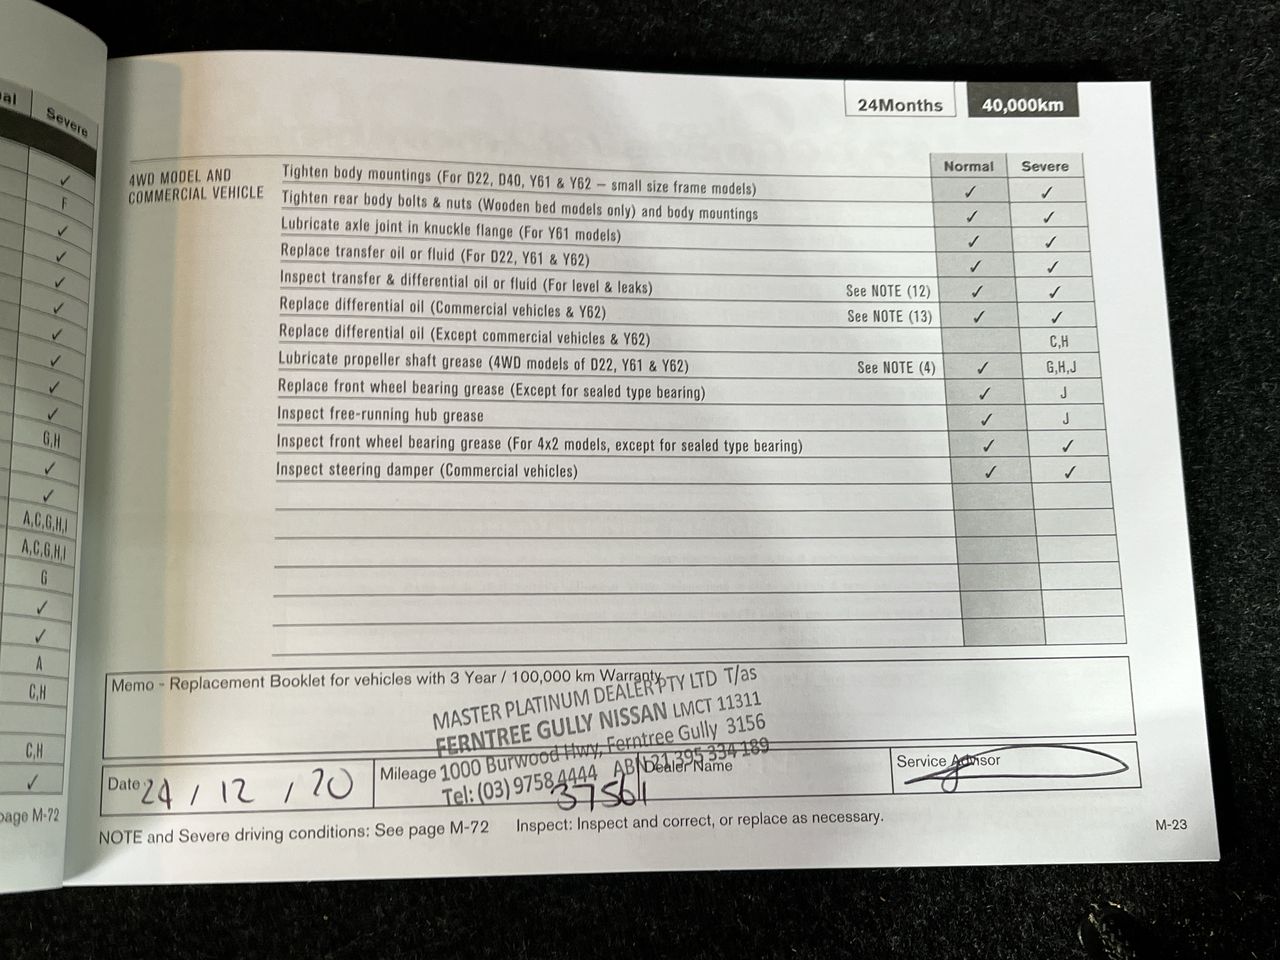 al Severe
✓
F
✓
✓
✓
✓
✓
✓
✓
✓
G,H
✓
✓
A,C,G,H,I
A,C,G,H,I
G
✓
✓
A
C,H
C,H
✓
page M-72
24Months 40,000km
Normal Severe
4WD MODEL AND
COMMERCIAL VEHICLE
Tighten body mountings (For D22, D40, Y61 & Y62 – small size frame models) ✓ ✓
Tighten rear body bolts & nuts (Wooden bed models only) and body mountings ✓ ✓
Lubricate axle joint in knuckle flange (For Y61 models) ✓ ✓
Replace transfer oil or fluid (For D22, Y61 & Y62) ✓ ✓
Inspect transfer & differential oil or fluid (For level & leaks) See NOTE (12) ✓ ✓
Replace differential oil (Commercial vehicles & Y62) See NOTE (13) ✓ ✓
Replace differential oil (Except commercial vehicles & Y62) C,H
Lubricate propeller shaft grease (4WD models of D22, Y61 & Y62) See NOTE (4) ✓ G,H,J
Replace front wheel bearing grease (Except for sealed type bearing) ✓ J
Inspect free-running hub grease ✓ J
Inspect front wheel bearing grease (For 4x2 models, except for sealed type bearing) ✓ ✓
Inspect steering damper (Commercial vehicles) ✓ ✓
Memo - Replacement Booklet for vehicles with 3 Year / 100,000 km Warranty
MASTER PLATINUM DEALER PTY LTD T/as
FERNTREE GULLY NISSAN LMCT 11311
1000 Burwood Hwy, Ferntree Gully 3156
Tel: (03) 9758 4444 ABN 21 395 334 189
Date 24 / 12 / 20 Mileage 37561 Dealer Name Service Advisor
NOTE and Severe driving conditions: See page M-72 Inspect: Inspect and correct, or replace as necessary.
M-23